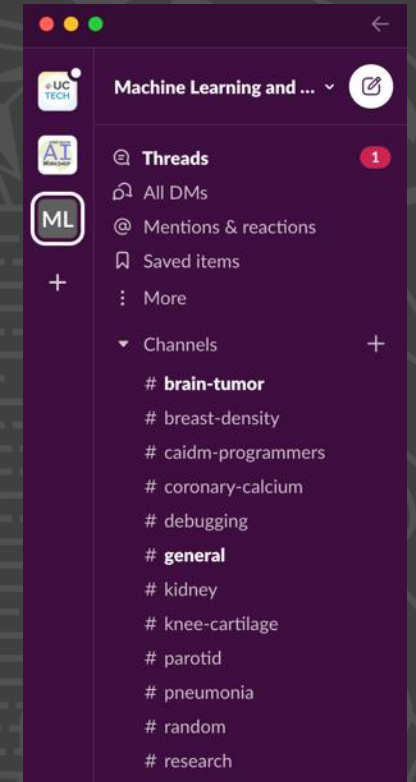 UC
TECH
Machine Learning and ...
AI
WORKSHOP
ML
+
Threads
1
All DMs
@ Mentions & reactions
Saved items
More
Channels
+
# brain-tumor
# breast-density
# caidm-programmers
# coronary-calcium
# debugging
# general
# kidney
# knee-cartilage
# parotid
# pneumonia
# random
# research